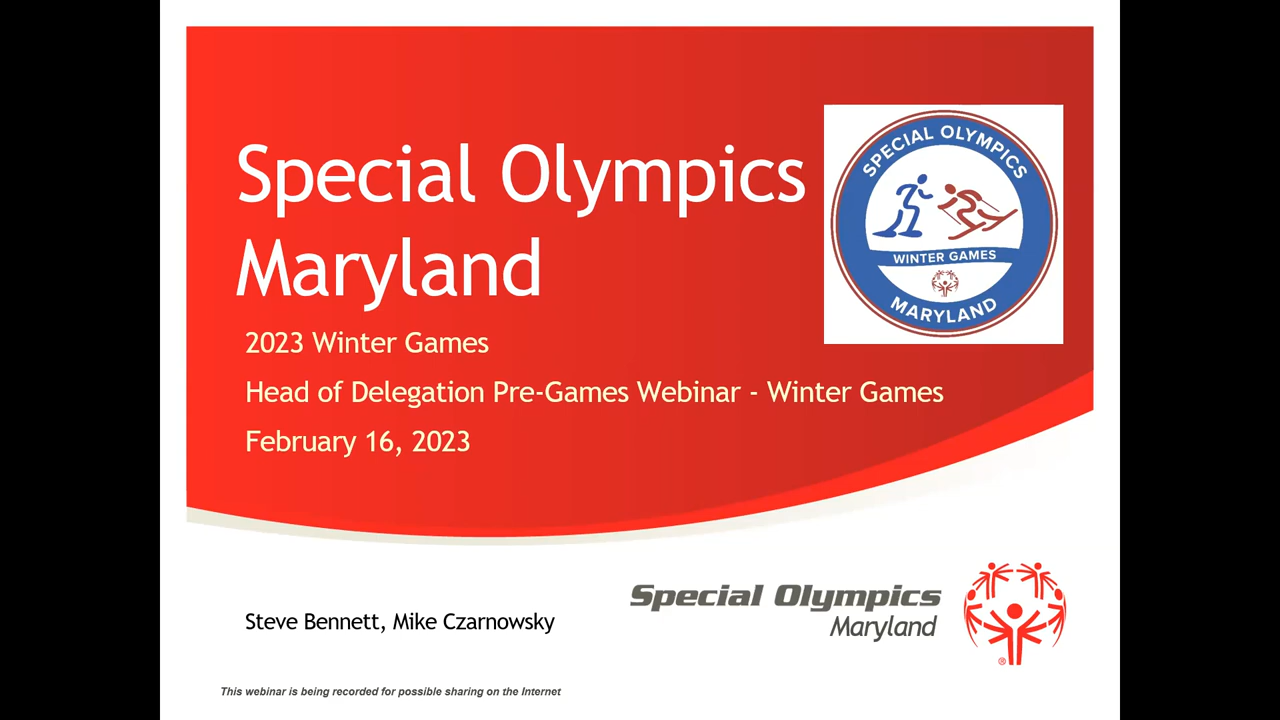 Special Olympics
Maryland
SPECIAL OLYMPICS
WINTER GAMES
MARYLAND
2023 Winter Games
Head of Delegation Pre-Games Webinar - Winter Games
February 16, 2023
Special Olympics
Maryland
®
Steve Bennett, Mike Czarnowsky
This webinar is being recorded for possible sharing on the Internet